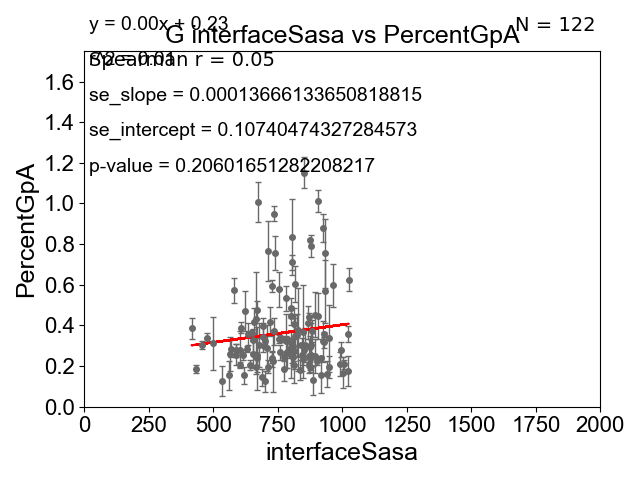 y = 0.00x + 0.23
N = 122
G interfaceSasa vs PercentGpA
Spearman r = 0.05
se_slope = 0.00013666133650818815
se_intercept = 0.10740474327284573
p-value = 0.20601651282208217
PercentGpA
1.6
1.4
1.2
1.0
0.8
0.6
0.4
0.2
0.0
0 250 500 750 1000 1250 1500 1750 2000
interfaceSasa